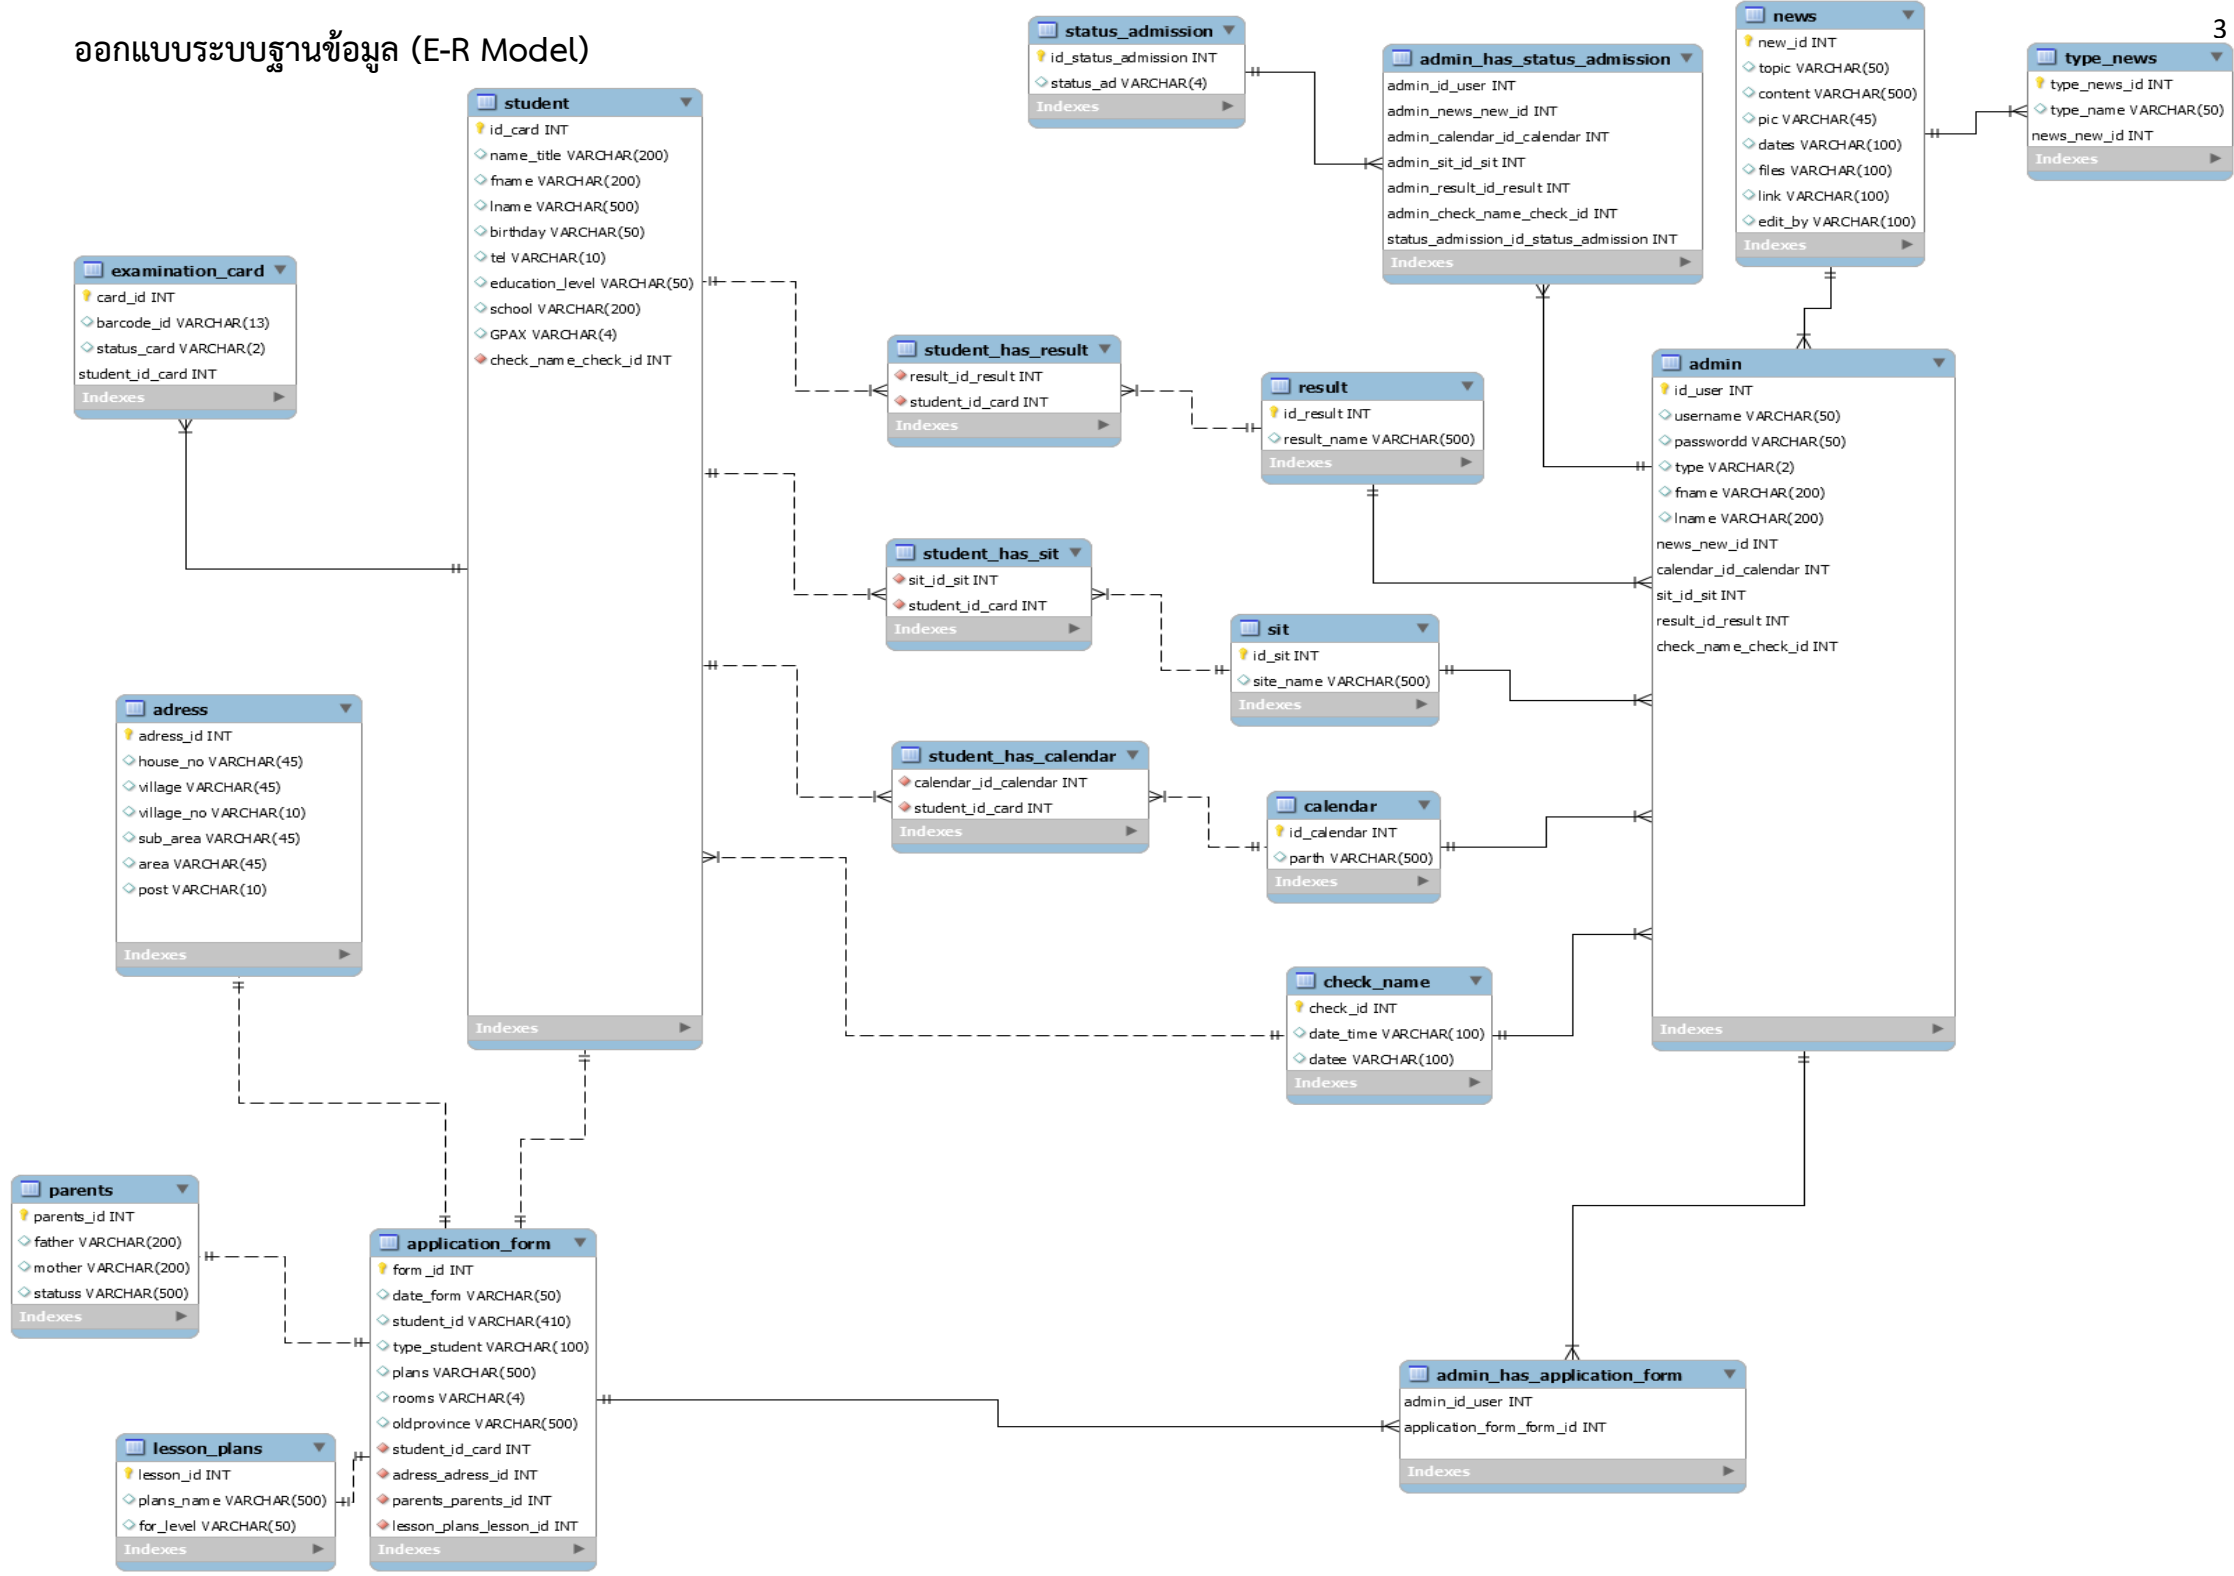 3
ออกแบบระบบฐานข้อมูล (E-R Model)
status_admission
id_status_admission INT
status_ad VARCHAR(4)
Indexes
admin_has_status_admission
admin_id_user INT
admin_news_new_id INT
admin_calendar_id_calendar INT
admin_sit_id_sit INT
admin_result_id_result INT
admin_check_name_check_id INT
status_admission_id_status_admission INT
Indexes
news
new_id INT
topic VARCHAR(50)
content VARCHAR(500)
pic VARCHAR(45)
dates VARCHAR(100)
files VARCHAR(100)
link VARCHAR(100)
edit_by VARCHAR(100)
Indexes
type_news
type_news_id INT
type_name VARCHAR(50)
news_new_id INT
Indexes
student
id_card INT
name_title VARCHAR(200)
fname VARCHAR(200)
lname VARCHAR(500)
birthday VARCHAR(50)
tel VARCHAR(10)
education_level VARCHAR(50)
school VARCHAR(200)
GPAX VARCHAR(4)
check_name_check_id INT
Indexes
examination_card
card_id INT
barcode_id VARCHAR(13)
status_card VARCHAR(2)
student_id_card INT
Indexes
student_has_result
result_id_result INT
student_id_card INT
Indexes
result
id_result INT
result_name VARCHAR(500)
Indexes
admin
id_user INT
username VARCHAR(50)
passwordd VARCHAR(50)
type VARCHAR(2)
fname VARCHAR(200)
lname VARCHAR(200)
news_new_id INT
calendar_id_calendar INT
sit_id_sit INT
result_id_result INT
check_name_check_id INT
Indexes
student_has_sit
sit_id_sit INT
student_id_card INT
Indexes
sit
id_sit INT
site_name VARCHAR(500)
Indexes
adress
adress_id INT
house_no VARCHAR(45)
village VARCHAR(45)
village_no VARCHAR(10)
sub_area VARCHAR(45)
area VARCHAR(45)
post VARCHAR(10)
Indexes
student_has_calendar
calendar_id_calendar INT
student_id_card INT
Indexes
calendar
id_calendar INT
parth VARCHAR(500)
Indexes
check_name
check_id INT
date_time VARCHAR(100)
datee VARCHAR(100)
Indexes
parents
parents_id INT
father VARCHAR(200)
mother VARCHAR(200)
statuss VARCHAR(500)
Indexes
application_form
form_id INT
date_form VARCHAR(50)
student_id VARCHAR(410)
type_student VARCHAR(100)
plans VARCHAR(500)
rooms VARCHAR(4)
oldprovince VARCHAR(500)
student_id_card INT
adress_adress_id INT
parents_parents_id INT
lesson_plans_lesson_id INT
Indexes
lesson_plans
lesson_id INT
plans_name VARCHAR(500)
for_level VARCHAR(50)
Indexes
admin_has_application_form
admin_id_user INT
application_form_form_id INT
Indexes